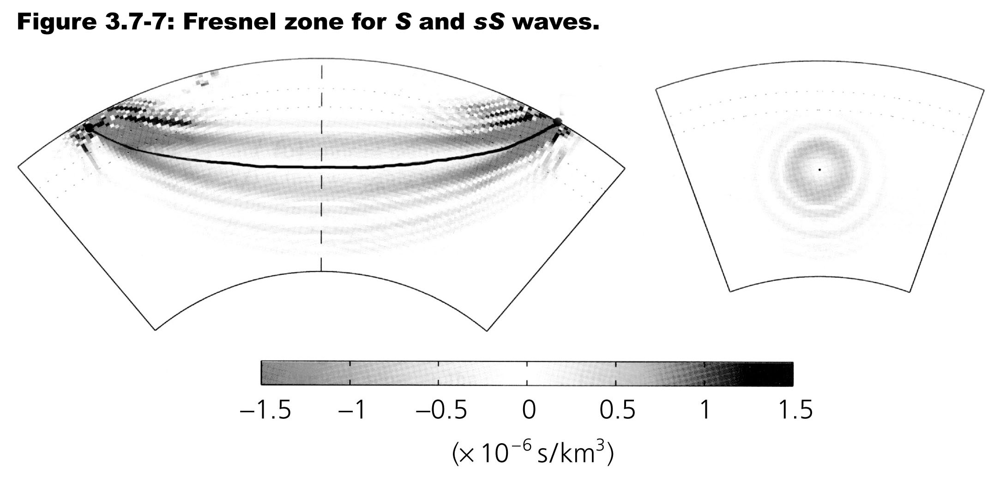 Figure 3.7-7: Fresnel zone for S and sS waves.
–1.5 –1 –0.5 0 0.5 1 1.5
(× 10⁻⁶ s/km³)